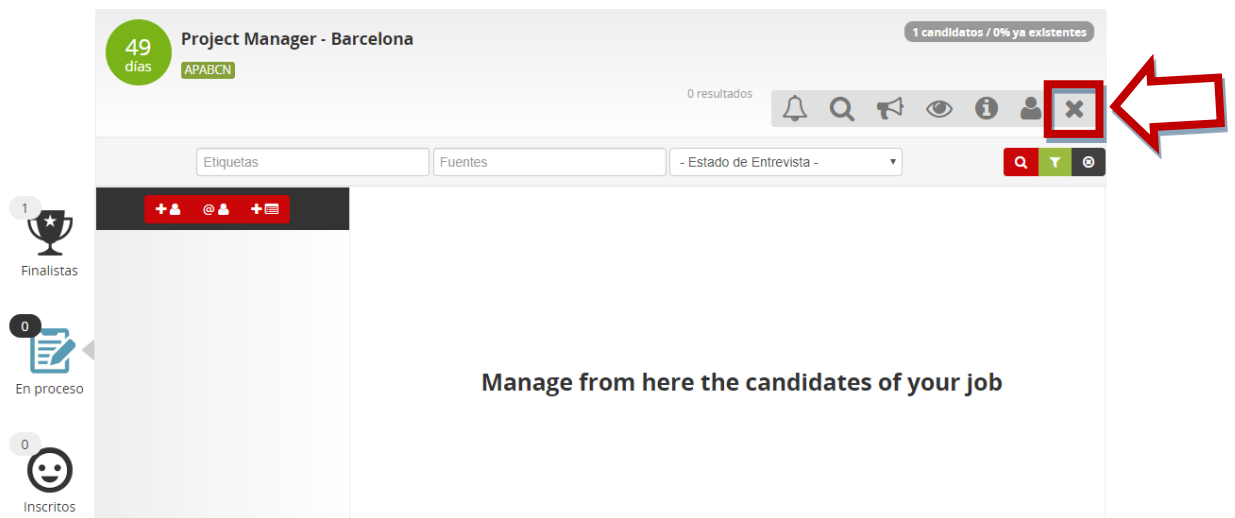 49
días
Project Manager - Barcelona
APABCN
1 candidatos / 0% ya existentes
0 resultados
Etiquetas
Fuentes
- Estado de Entrevista -
1
Finalistas
0
En proceso
0
Inscritos
@
Manage from here the candidates of your job